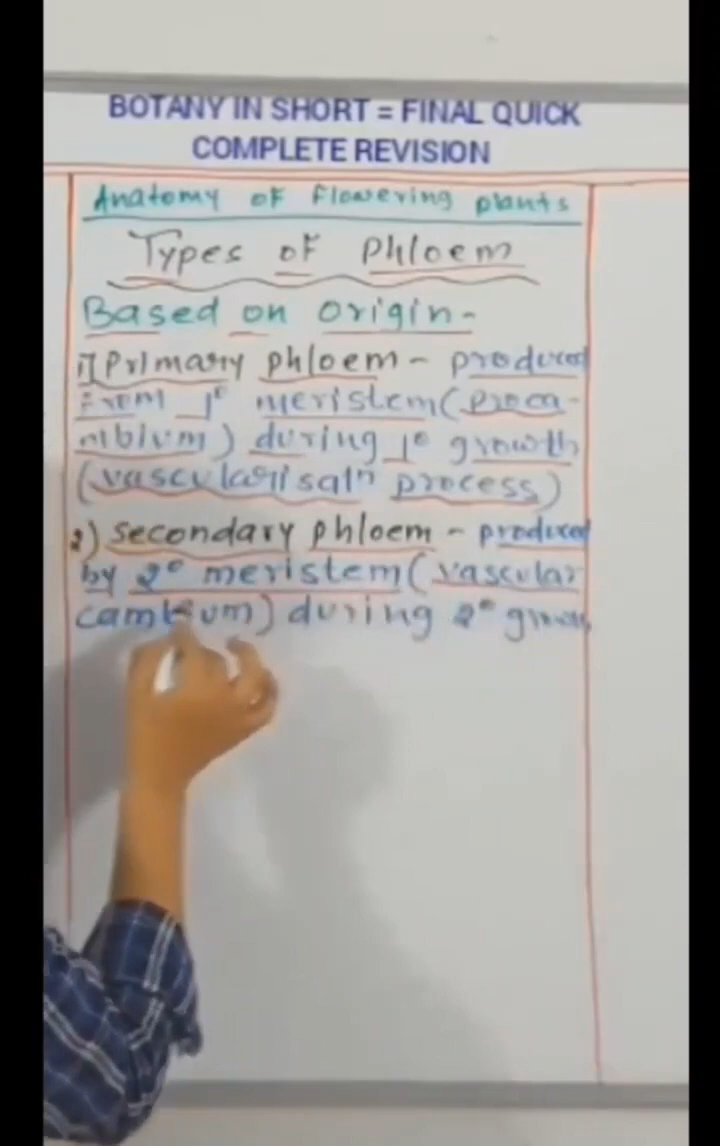 BOTANY IN SHORT = FINAL QUICK
COMPLETE REVISION
Anatomy of Flowering plants
Types of Phloem
Based on origin-
1] Primary phloem - produced
From 1° meristem (proca-
mbium) during 1° growth
(vascularisatn process)
2) secondary phloem - produced
by 2° meristem (vascular
cambium) during 2°